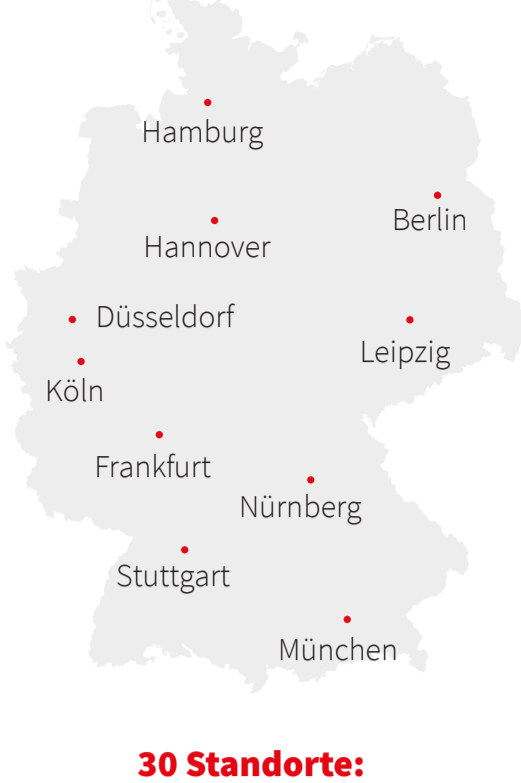 Hamburg
Berlin
Hannover
Düsseldorf
Leipzig
Köln
Frankfurt
Nürnberg
Stuttgart
München
30 Standorte: